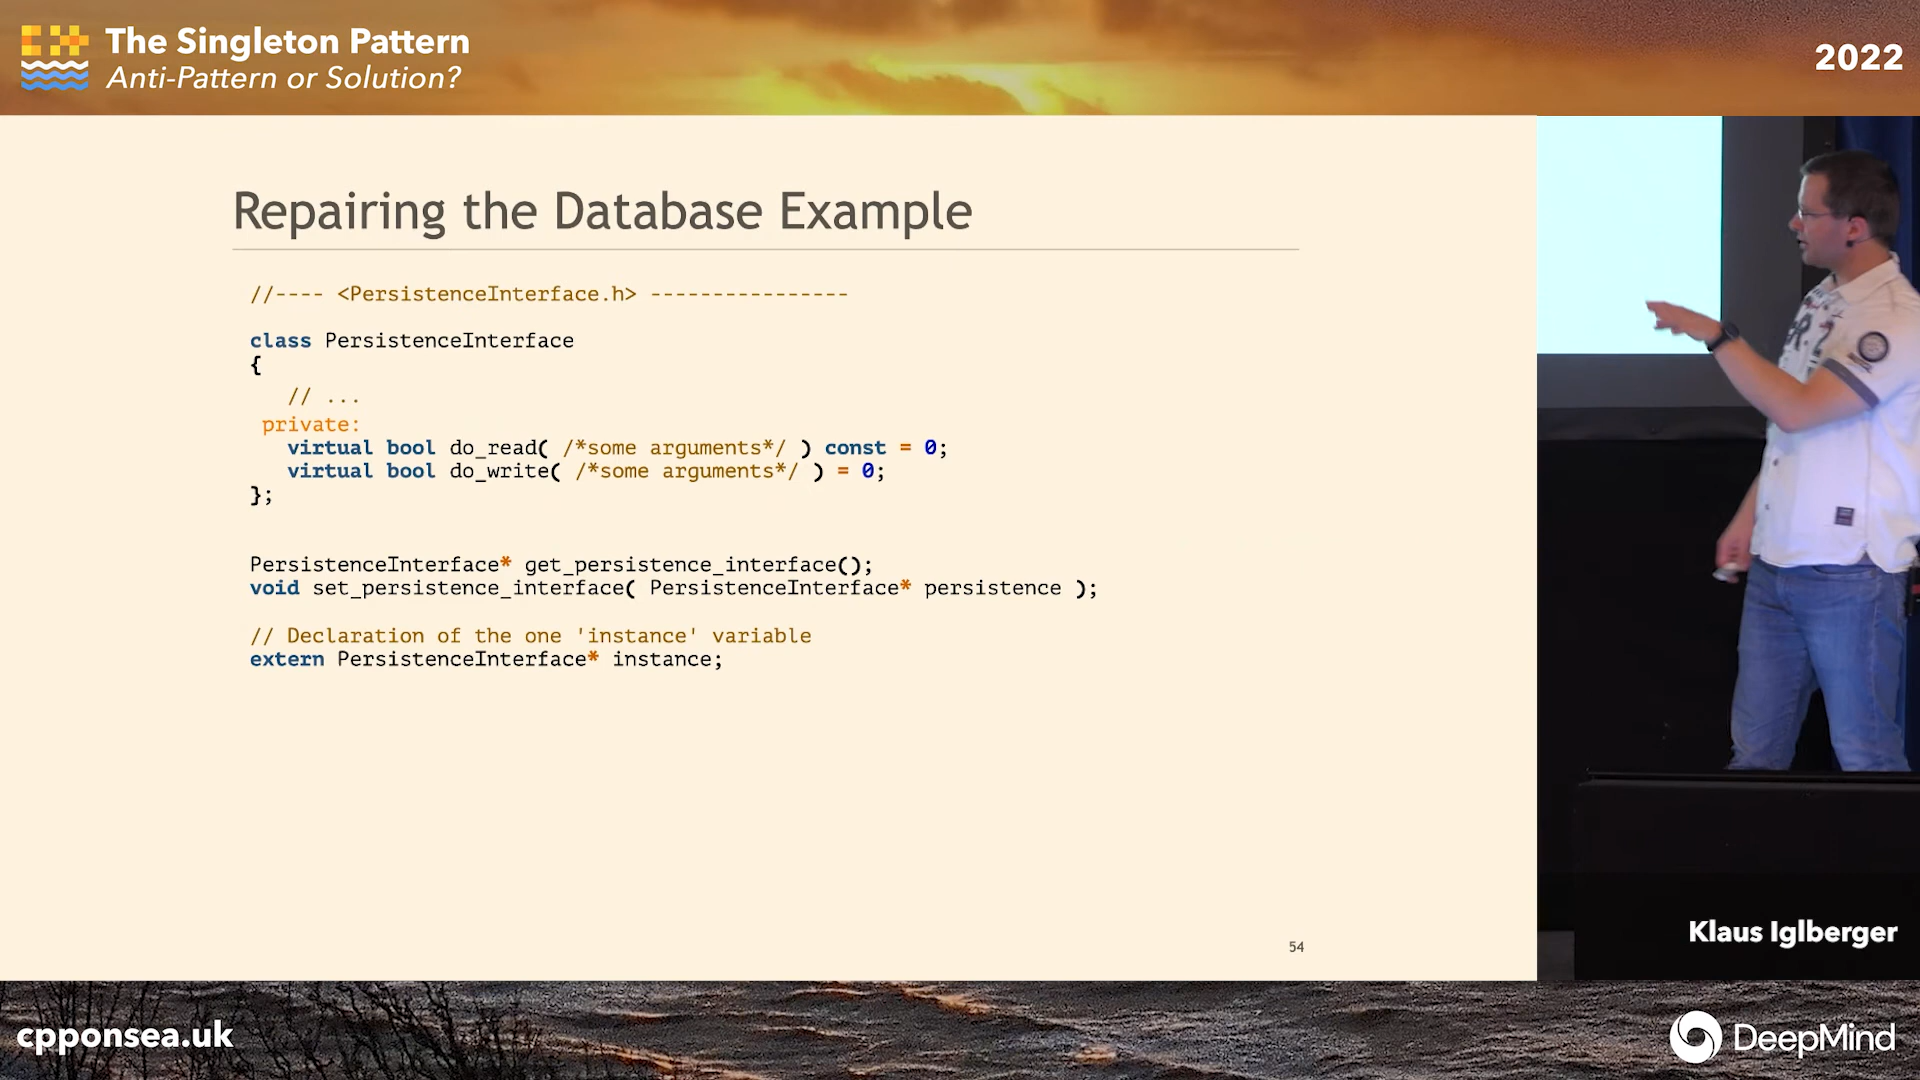 The Singleton Pattern
Anti-Pattern or Solution?
2022
Repairing the Database Example
//---- <PersistenceInterface.h> ----------------
class PersistenceInterface
{
// ...
private:
virtual bool do_read( /*some arguments*/ ) const = 0;
virtual bool do_write( /*some arguments*/ ) = 0;
};
PersistenceInterface* get_persistence_interface();
void set_persistence_interface( PersistenceInterface* persistence );
// Declaration of the one 'instance' variable
extern PersistenceInterface* instance;
54
Klaus Iglberger
cpponsea.uk
DeepMind